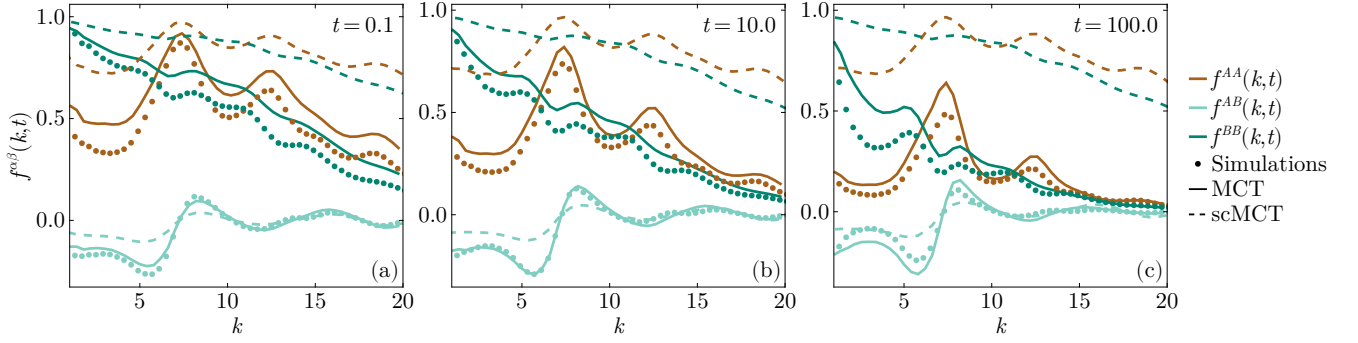 1.0
0.5
0.0
f^{αβ}(k,t)
t = 0.1
(a)
5 10 15 20
k
1.0
0.5
0.0
t = 10.0
(b)
5 10 15 20
k
1.0
0.5
0
t = 100.0
(c)
5 10 15 20
k
f^{AA}(k,t)
f^{AB}(k,t)
f^{BB}(k,t)
Simulations
MCT
scMCT